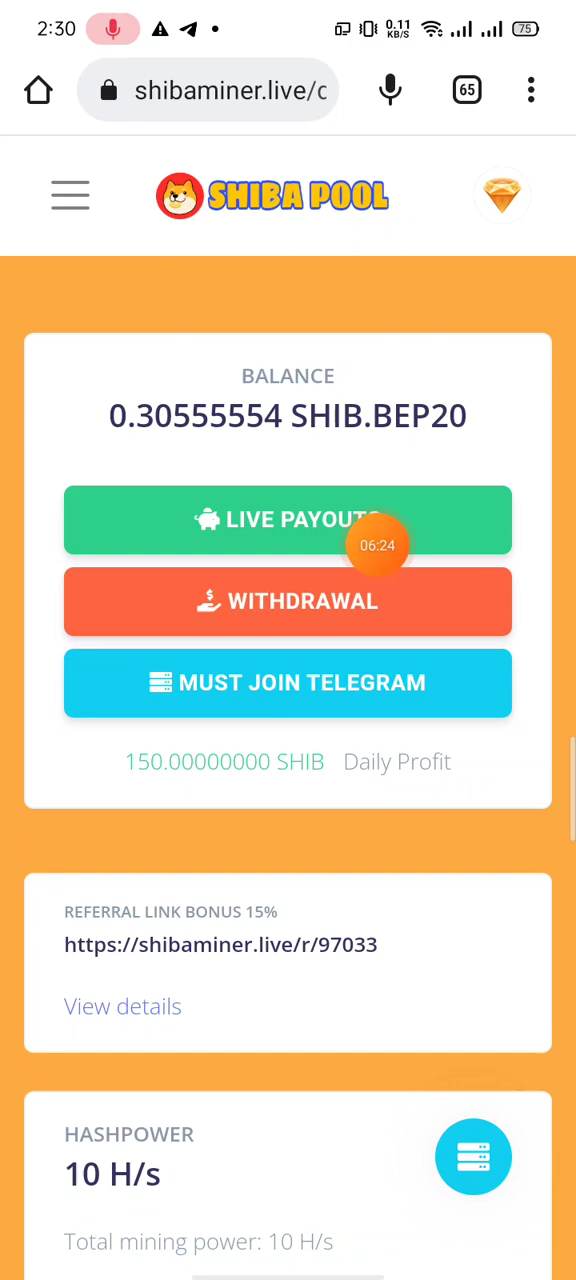 2:30
0.11
KB/S
75
shibaminer.live/c
65
SHIBA POOL
BALANCE
0.30555554 SHIB.BEP20
LIVE PAYOUTS
06:24
WITHDRAWAL
MUST JOIN TELEGRAM
150.00000000 SHIB Daily Profit
REFERRAL LINK BONUS 15%
https://shibaminer.live/r/97033
View details
HASHPOWER
10 H/s
Total mining power: 10 H/s